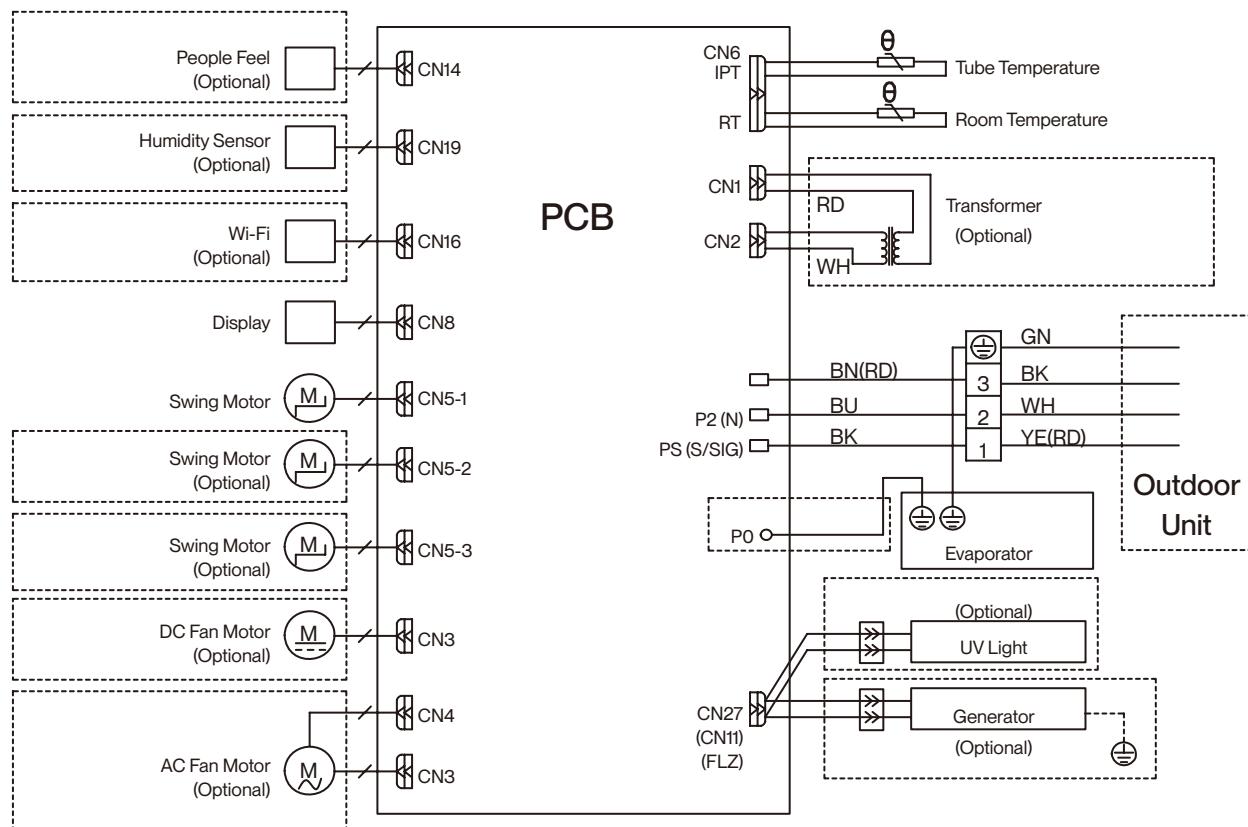 People Feel
(Optional)
CN14
Humidity Sensor
(Optional)
CN19
Wi-Fi
(Optional)
CN16
Display
CN8
Swing Motor
M
CN5-1
Swing Motor
(Optional)
M
CN5-2
Swing Motor
(Optional)
M
CN5-3
DC Fan Motor
(Optional)
M
CN3
CN4
AC Fan Motor
(Optional)
M
CN3
PCB
CN6
IPT
θ
Tube Temperature
RT
θ
Room Temperature
CN1
RD
CN2
WH
Transformer
(Optional)
GN
BN(RD)
3
BK
P2 (N)
BU
2
WH
PS (S/SIG)
BK
1
YE(RD)
Outdoor
Unit
P0
Evaporator
(Optional)
UV Light
CN27
(CN11)
(FLZ)
Generator
(Optional)